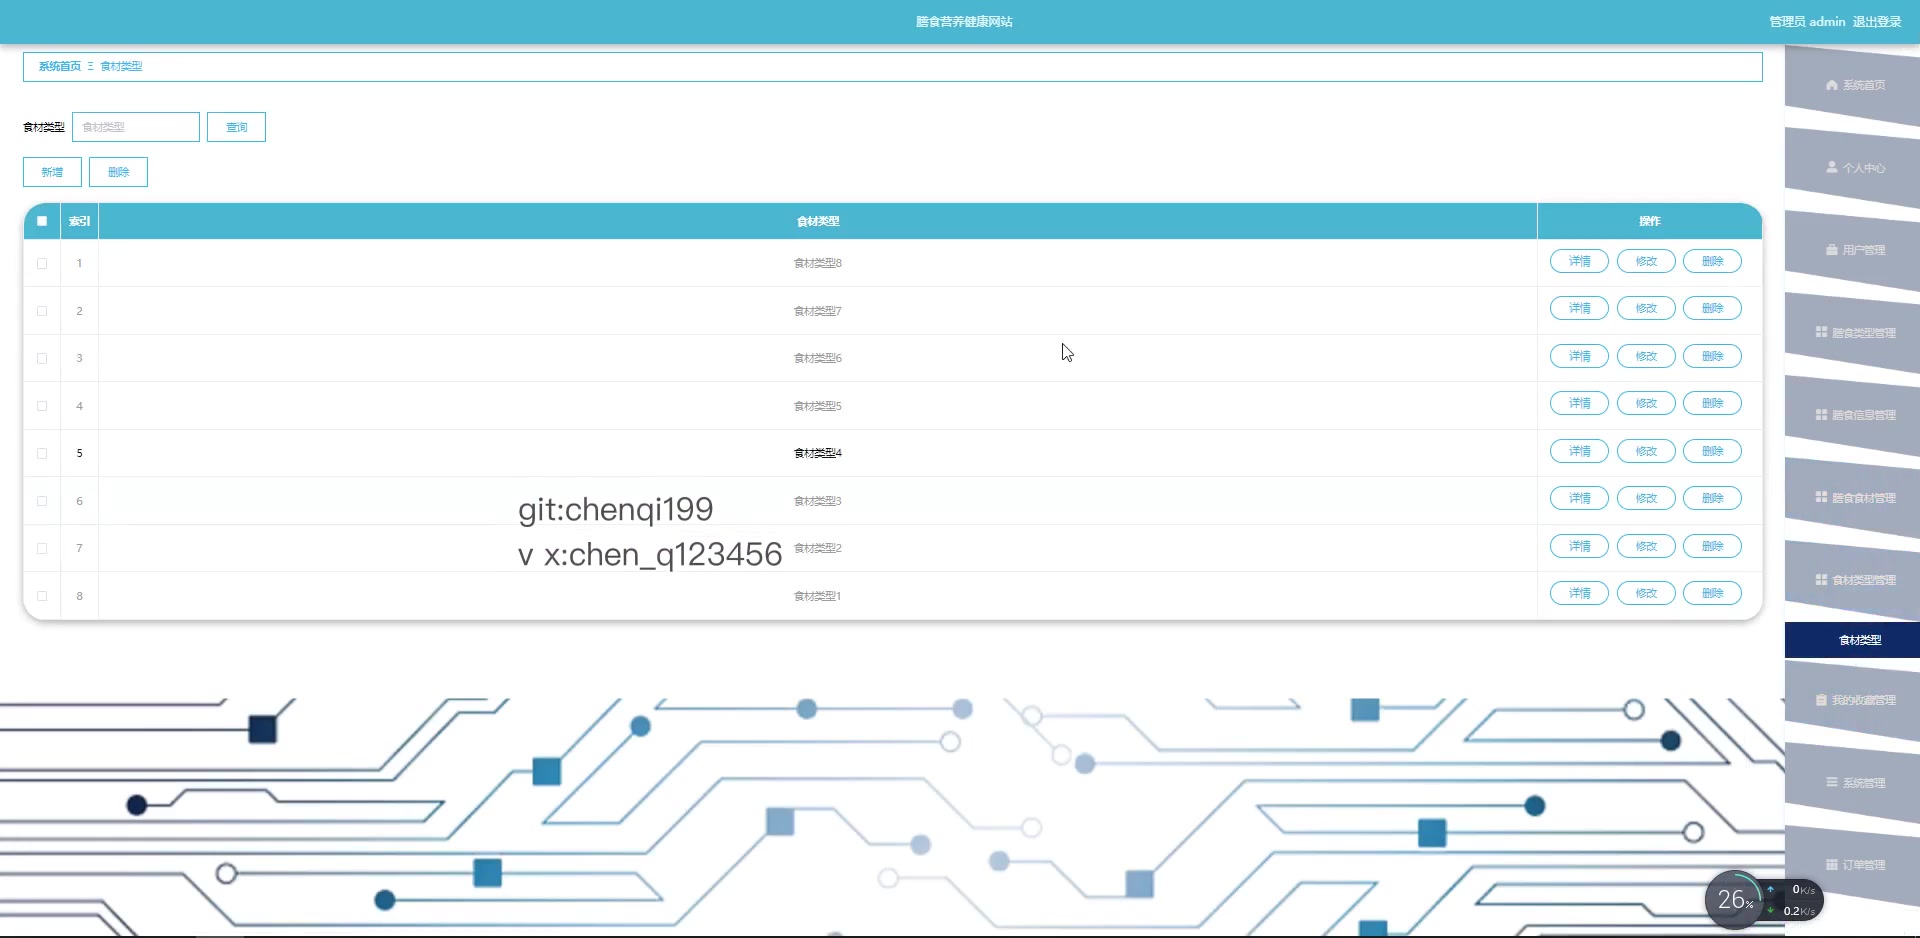 膳食营养健康网站
管理员 admin 退出登录
系统首页 Ξ 食材类型
食材类型 食材类型 查询
新增 删除
索引 食材类型 操作
1 食材类型8 详情 修改 删除
2 食材类型7 详情 修改 删除
3 食材类型6 详情 修改 删除
4 食材类型5 详情 修改 删除
5 食材类型4 详情 修改 删除
6 食材类型3 详情 修改 删除
7 食材类型2 详情 修改 删除
8 食材类型1 详情 修改 删除
git:chenqi199
v x:chen_q123456
系统首页
个人中心
用户管理
膳食类型管理
膳食信息管理
膳食食材管理
食材类型管理
食材类型
我的收藏管理
系统管理
订单管理
26%
0K/s
0.2K/s